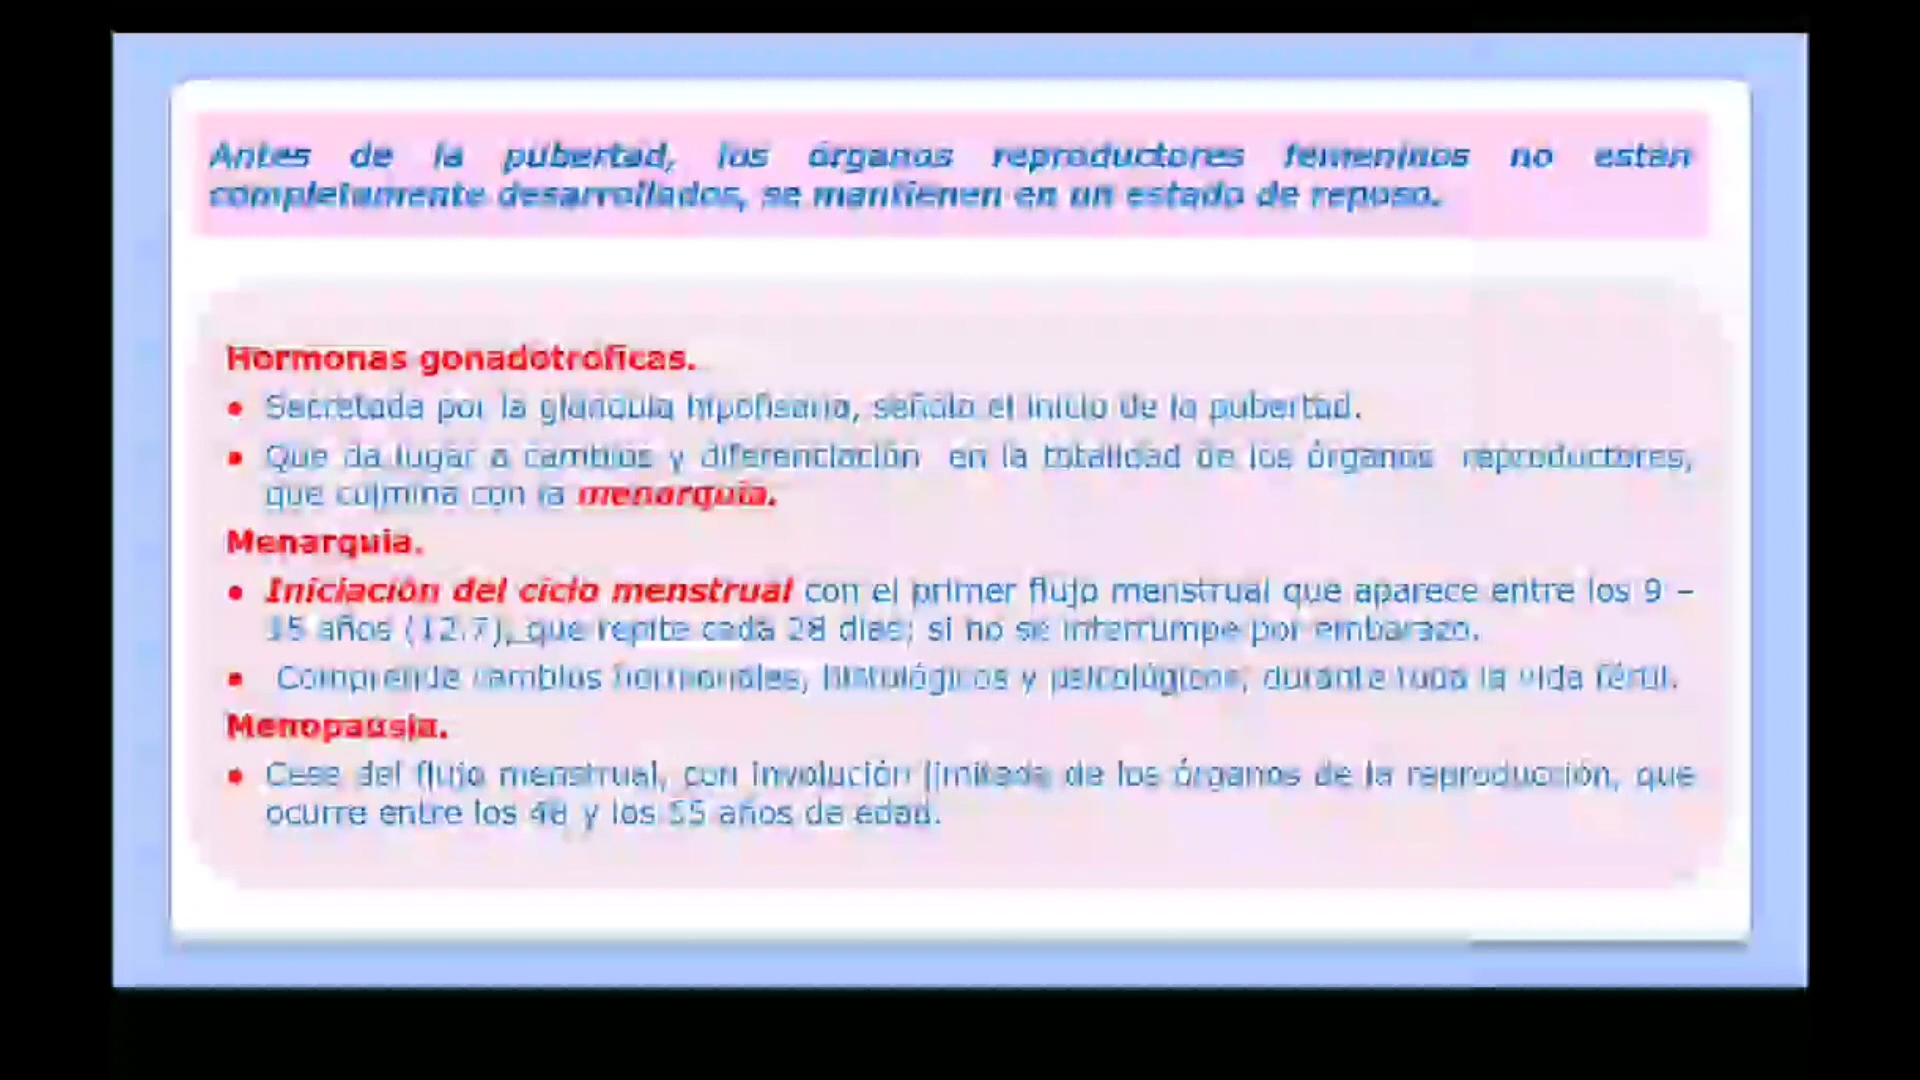 Antes de la pubertad, los órganos reproductores femeninos no están
completamente desarrollados, se mantienen en un estado de reposo.
Hormonas gonadotróficas.
• Secretada por la glándula hipofisaria, señala el inicio de la pubertad.
• Que da lugar a cambios y diferenciación en la totalidad de los órganos reproductores,
que culmina con la menarquia.
Menarquia.
• Iniciación del ciclo menstrual con el primer flujo menstrual que aparece entre los 9 –
15 años (12.7), que repite cada 28 días; si no se interrumpe por embarazo.
• Comprende cambios hormonales, histológicos y psicológicos; durante toda la vida fértil.
Menopausia.
• Cese del flujo menstrual, con involución limitada de los órganos de la reproducción, que
ocurre entre los 48 y los 55 años de edad.